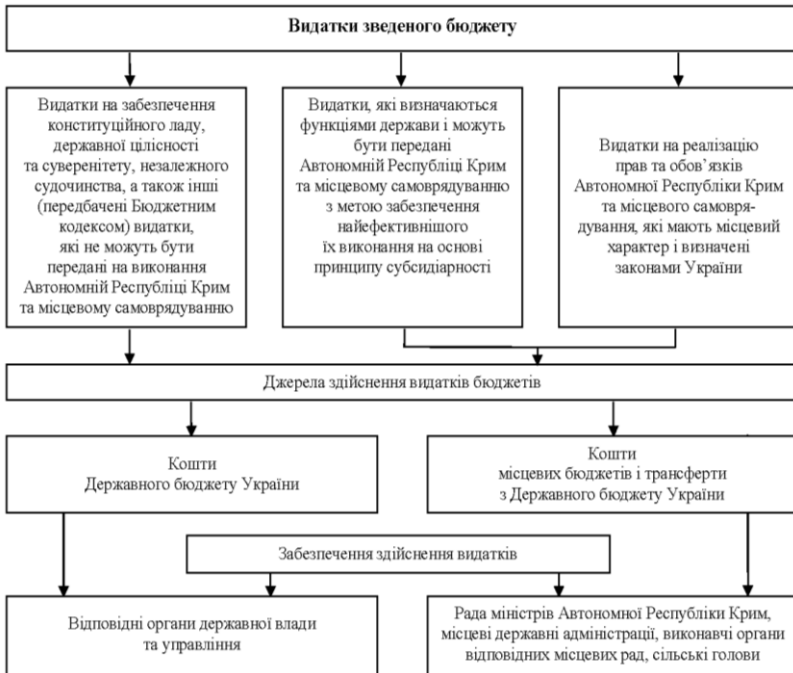 Видатки зведеного бюджету
Видатки на забезпечення
конституційного ладу,
державної цілісності
та суверенітету, незалежного
судочинства, а також інші
(передбачені Бюджетним
кодексом) видатки,
які не можуть бути
передані на виконання
Автономній Республіці Крим
та місцевому самоврядуванню
Видатки, які визначаються
функціями держави і можуть
бути передані
Автономній Республіці Крим
та місцевому самоврядуванню
з метою забезпечення
найефективнішого
їх виконання на основі
принципу субсидіарності
Видатки на реалізацію
прав та обов’язків
Автономної Республіки Крим
та місцевого самовря-
дування, які мають місцевий
характер і визначені
законами України
Джерела здійснення видатків бюджетів
Кошти
Державного бюджету України
Кошти
місцевих бюджетів і трансферти
з Державного бюджету України
Забезпечення здійснення видатків
Відповідні органи державної влади
та управління
Рада міністрів Автономної Республіки Крим,
місцеві державні адміністрації, виконавчі органи
відповідних місцевих рад, сільські голови